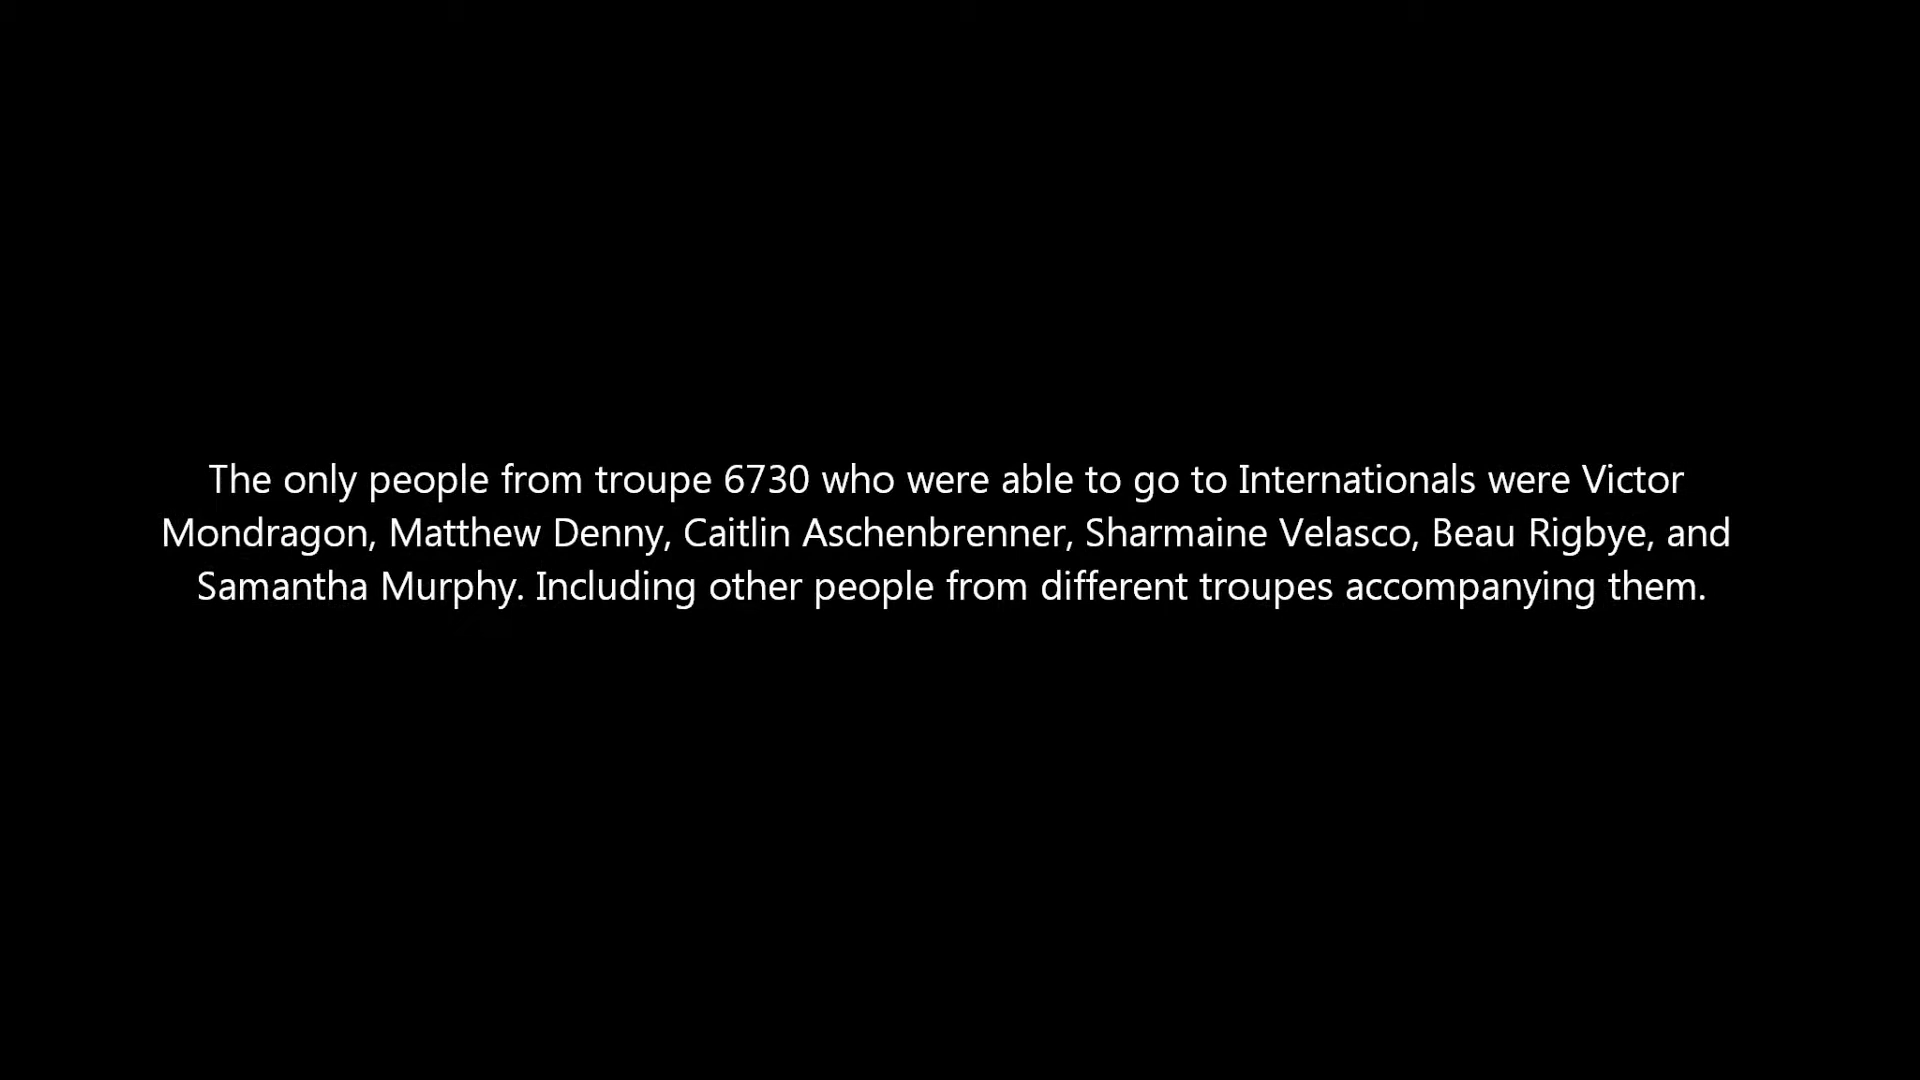 The only people from troupe 6730 who were able to go to Internationals were Victor
Mondragon, Matthew Denny, Caitlin Aschenbrenner, Sharmaine Velasco, Beau Rigbye, and
Samantha Murphy. Including other people from different troupes accompanying them.